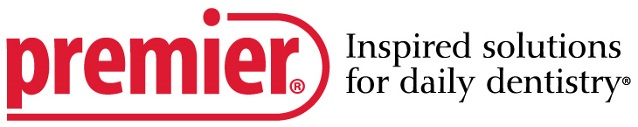 premier®
Inspired solutions
for daily dentistry®